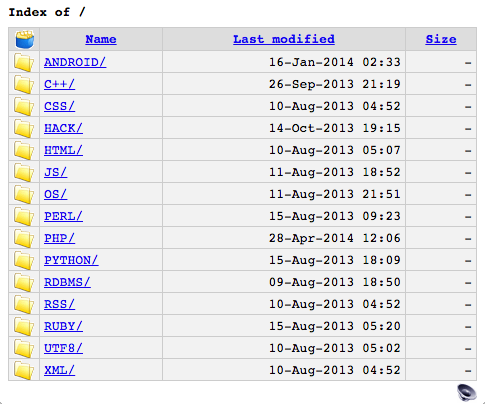 Index of /
Name Last modified Size
ANDROID/ 16-Jan-2014 02:33 -
C++/ 26-Sep-2013 21:19 -
CSS/ 10-Aug-2013 04:52 -
HACK/ 14-Oct-2013 19:15 -
HTML/ 10-Aug-2013 05:07 -
JS/ 11-Aug-2013 18:52 -
OS/ 11-Aug-2013 21:51 -
PERL/ 15-Aug-2013 09:23 -
PHP/ 28-Apr-2014 12:06 -
PYTHON/ 15-Aug-2013 18:09 -
RDBMS/ 09-Aug-2013 18:50 -
RSS/ 10-Aug-2013 04:52 -
RUBY/ 15-Aug-2013 05:20 -
UTF8/ 10-Aug-2013 05:02 -
XML/ 10-Aug-2013 04:52 -